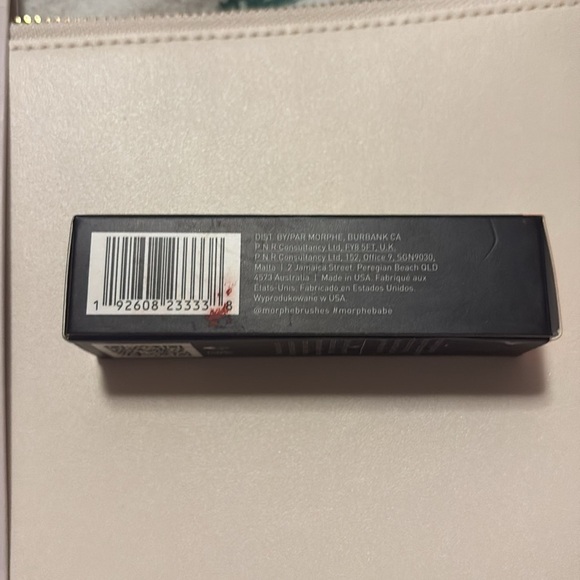 DIST. BY/PAR MORPHE, BURBANK CA
P N R Consultancy Ltd, FY8 5FT, U.K.
P N R Consultancy Ltd, 152, Office 9, SGN9030,
Malta | 2 Jamaica Street. Peregian Beach QLD
4573 Australia | Made in USA. Fabriqué aux
États-Unis. Fabricado en Estados Unidos.
Wyprodukowane w USA.
@morphebrushes #morphebabe
1 92608 23333 8